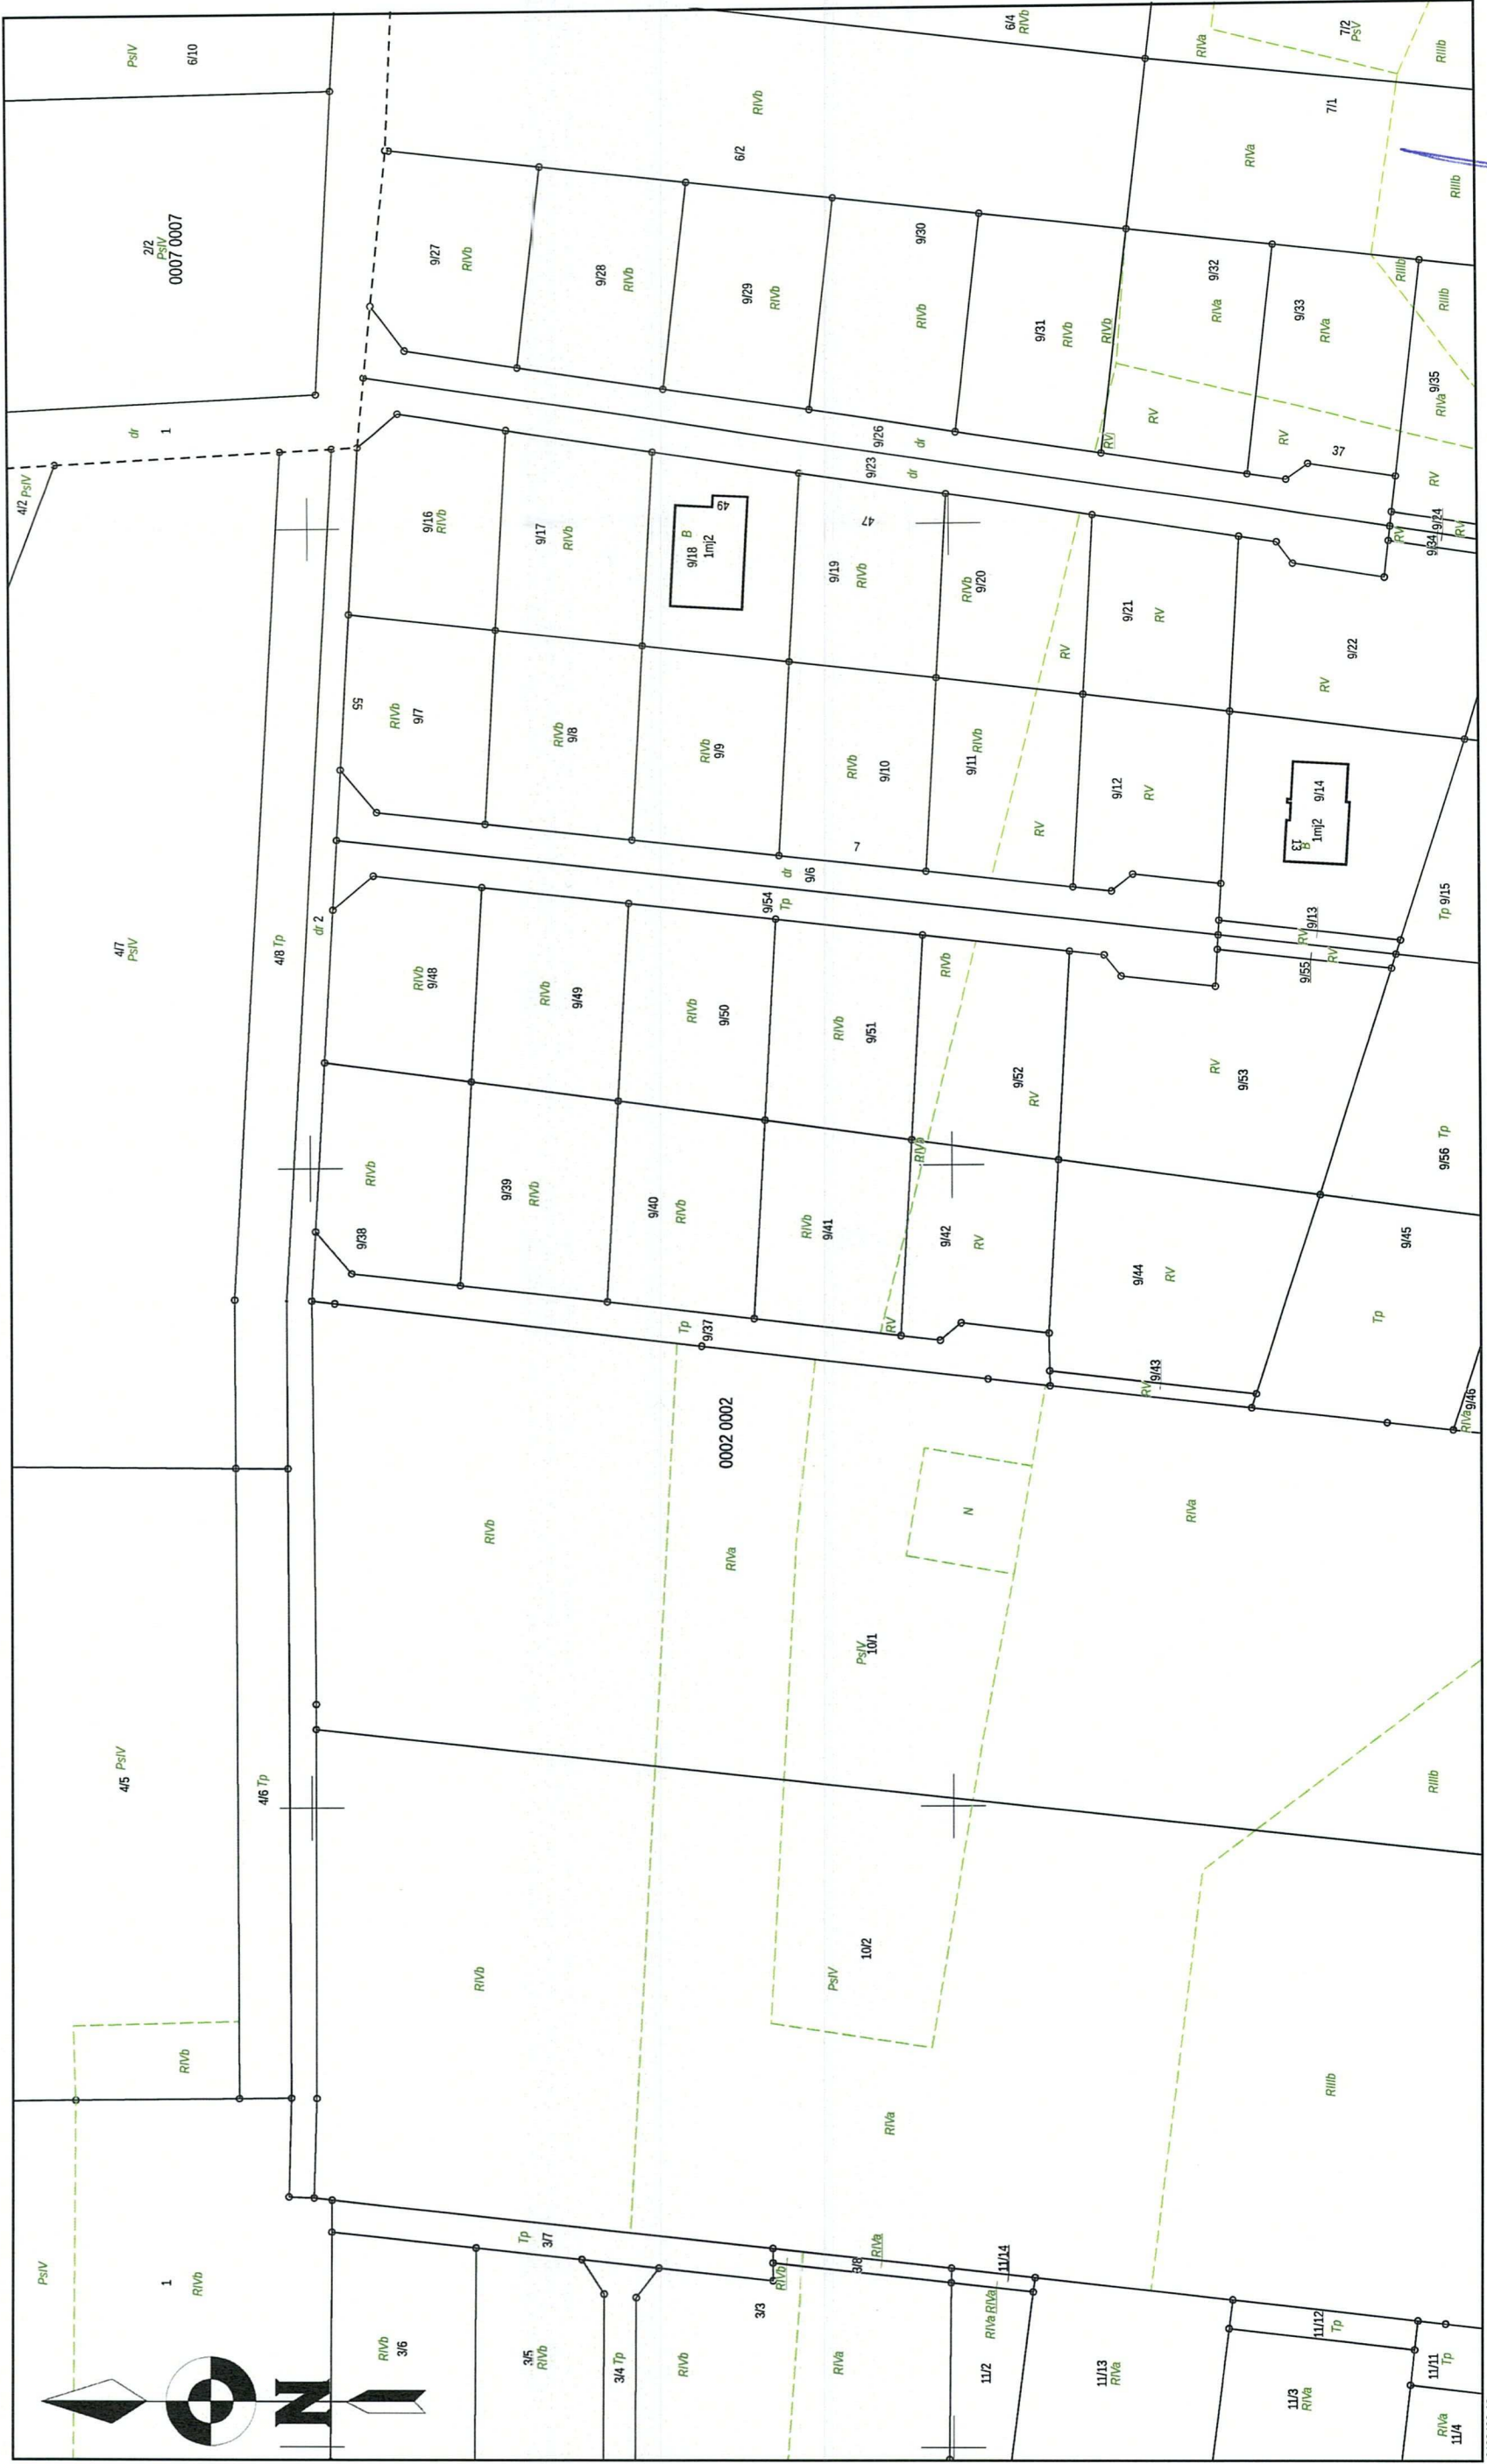 PsIV
6/10
2/2
PsIV
0007 0007
dr
1
4/2 PsIV
4/7
PsIV
4/8 Tp
dr 2
4/5 PsIV
4/6 Tp
RIVb
PsIV
1
RIVb
N
6/4
RIVb
RIVa
7/2
PsV
RIIIb
RIVb
6/2
7/1
RIVa
RIIIb
9/27
RIVb
9/28
RIVb
9/29
RIVb
9/30
RIVb
9/31
RIVb
RIVb
9/32
RIVa
9/33
RIVa
RIIIb
RIIIb
9/35
RIVa
RV
RV
RV
37
RV
9/26
dr
9/23
dr
9/24
RV
9/34
RV
9/16
RIVb
9/17
RIVb
9/18
B
1mj2
49
9/19
RIVb
47
RIVb
9/20
RV
9/21
RV
9/22
RV
55
RIVb
9/7
RIVb
9/8
RIVb
9/9
RIVb
9/10
7
9/11 RIVb
RV
9/12
RV
13
B
1mj2
9/14
dr
9/6
9/54
Tp
9/13
RV
9/55
RV
Tp 9/15
RIVb
9/48
RIVb
9/49
RIVb
9/50
RIVb
9/51
RIVb
9/52
RV
RV
9/53
9/56 Tp
RIVb
9/38
9/39
RIVb
9/40
RIVb
RIVb
9/41
RIVb
9/42
RV
RV
9/44
RV
9/45
Tp
Tp
9/37
9/43
RV
9/46
RIVa
0002 0002
RIVb
RIVa
N
RIVa
PsIV
10/1
RIIIb
RIVb
10/2
PsIV
RIVa
RIIIb
Tp
3/7
RIVb
3/8
RIVa
11/14
3/3
RIVa RIVa
11/12
Tp
RIVb
3/6
3/5
RIVb
3/4 Tp
RIVb
RIVa
11/2
11/13
RIVa
11/3
RIVa
11/11
Tp
RIVa
11/4